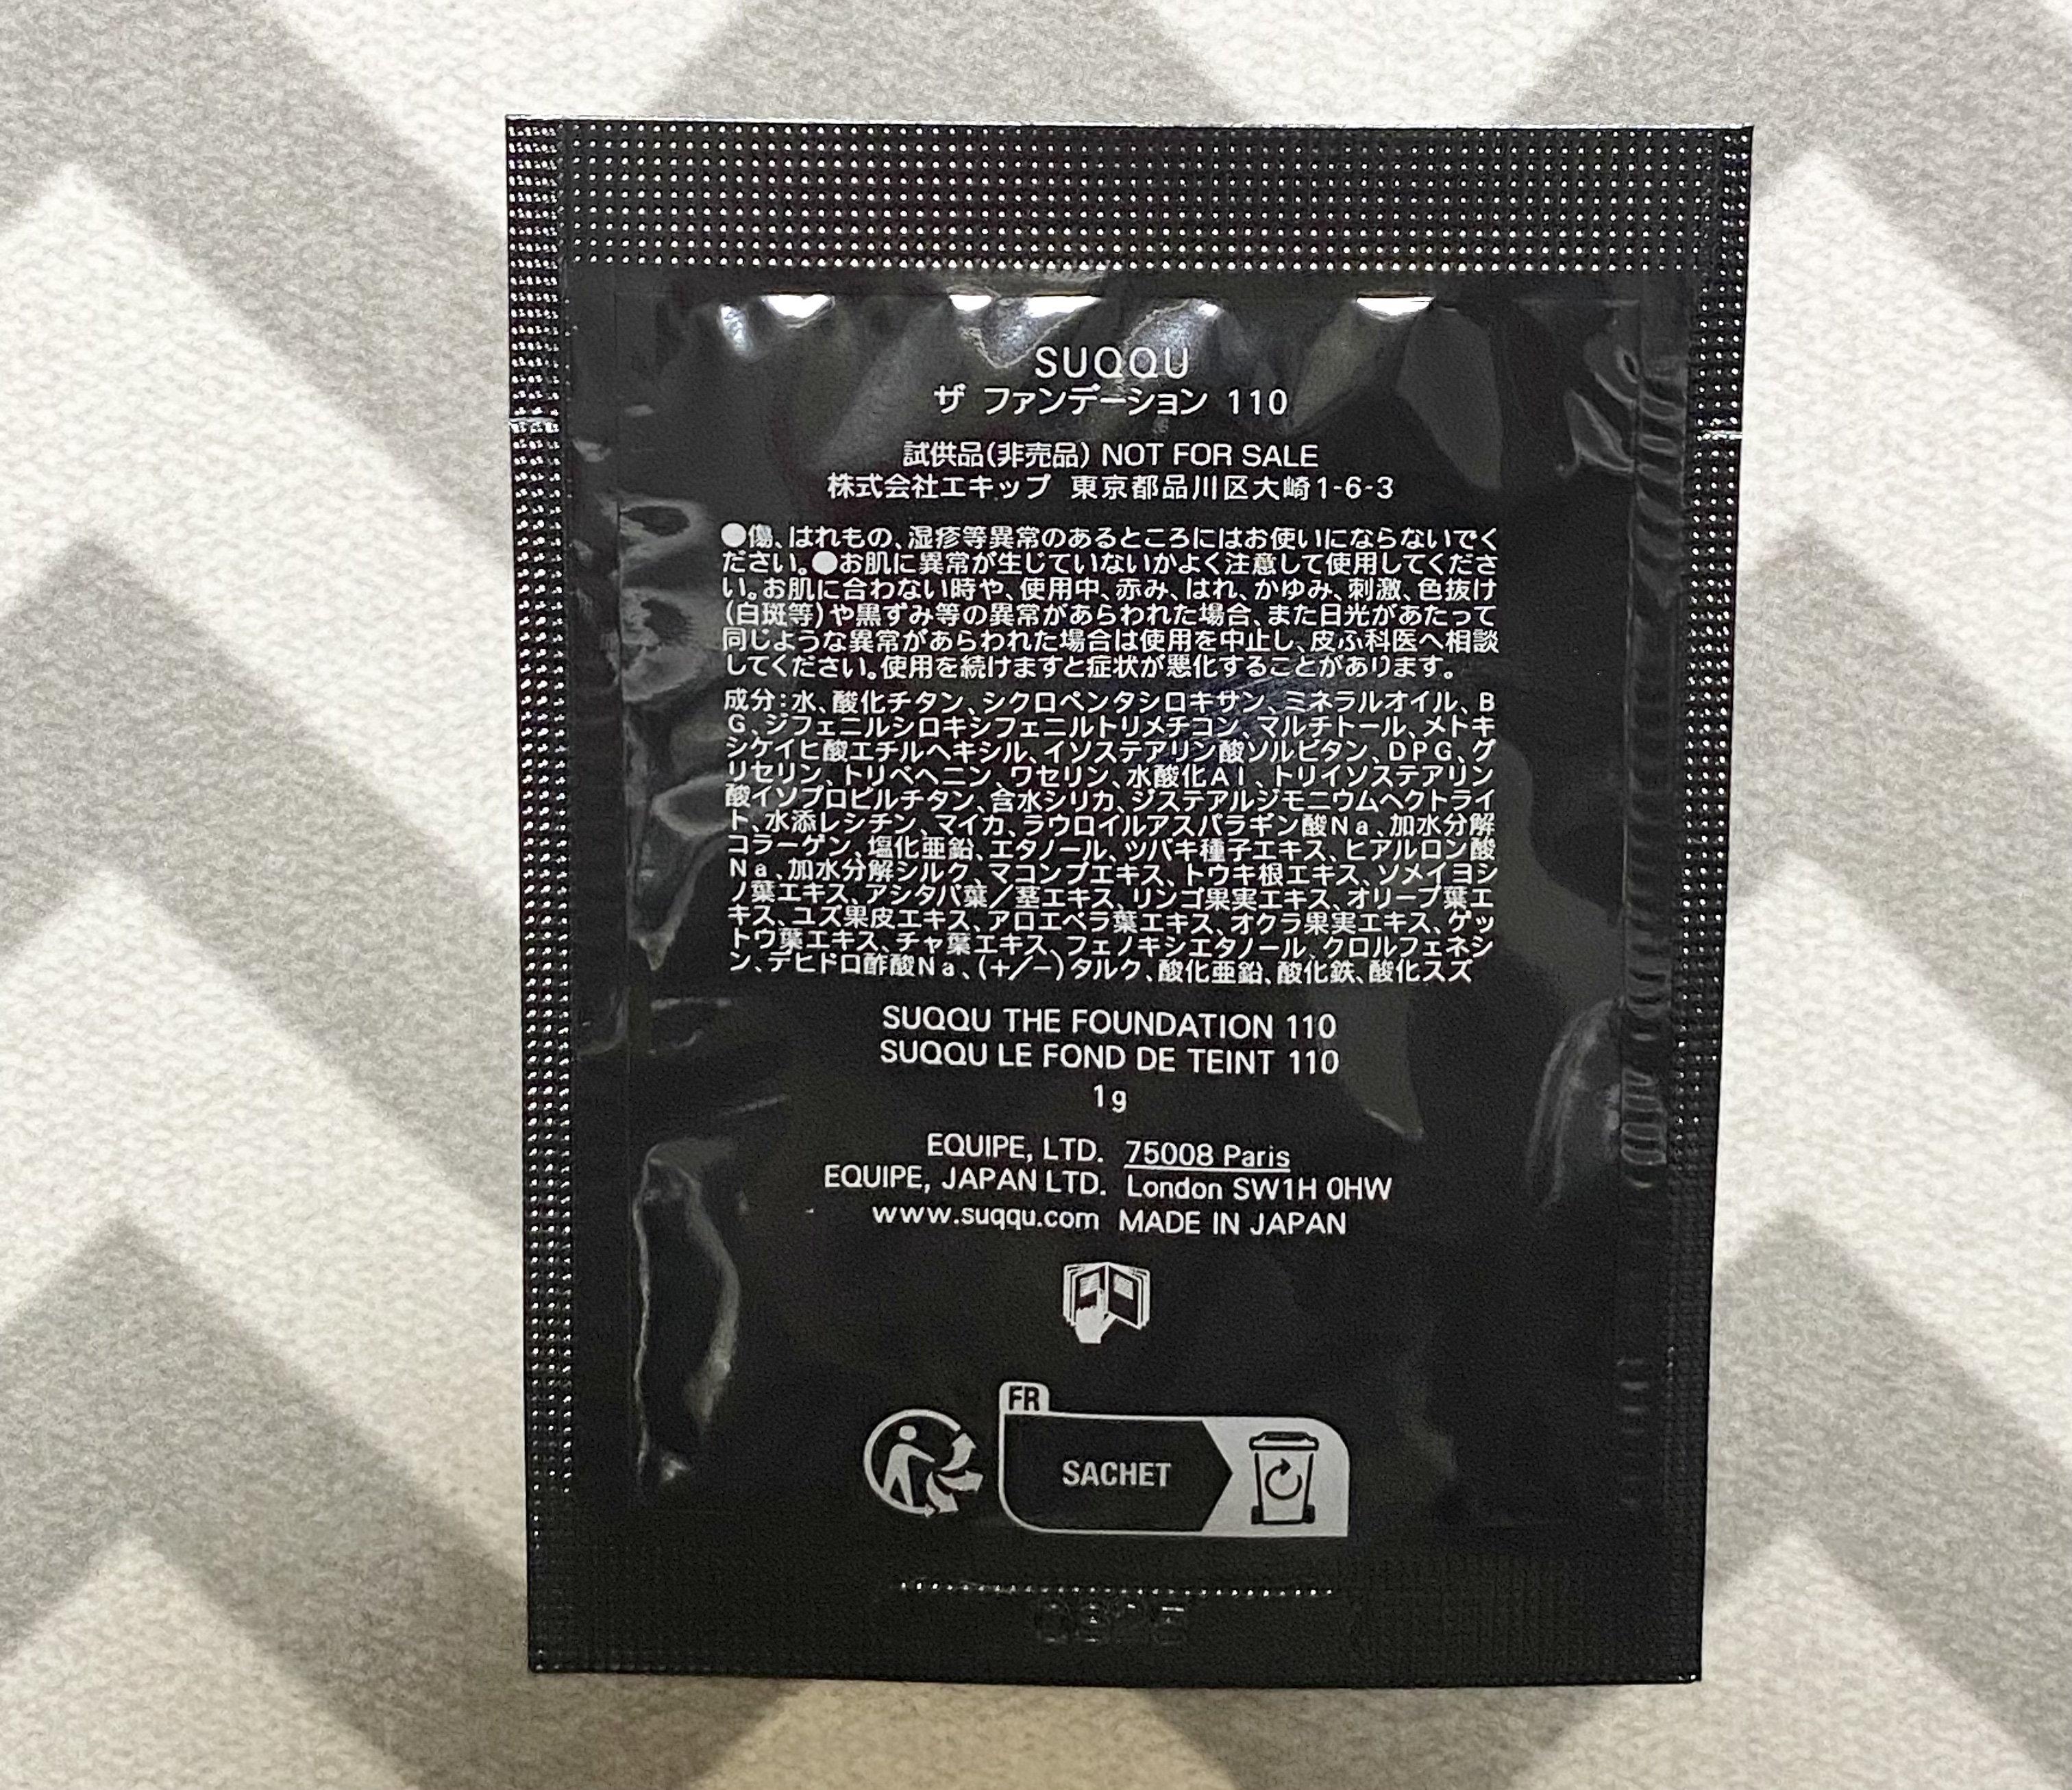 SUQQU
ザ ファンデーション 110
試供品(非売品) NOT FOR SALE
株式会社エキップ 東京都品川区大崎1-6-3
●傷、はれもの、湿疹等異常のあるところにはお使いにならないでく
ださい。●お肌に異常が生じていないかよく注意して使用してくださ
い。お肌に合わない時や、使用中、赤み、はれ、かゆみ、刺激、色抜け
(白斑等)や黒ずみ等の異常があらわれた場合、また日光があたって
同じような異常があらわれた場合は使用を中止し、皮ふ科医へ相談
してください。使用を続けますと症状が悪化することがあります。
成分:水、酸化チタン、シクロペンタシロキサン、ミネラルオイル、B
G、ジフェニルシロキシフェニルトリメチコン、マルチトール、メトキ
シケイヒ酸エチルヘキシル、イソステアリン酸ソルビタン、DPG、グ
リセリン、トリベヘニン、ワセリン、水酸化Al、トリイソステアリン
酸イソプロピルチタン、含水シリカ、ジステアルジモニウムヘクトライ
ト、水添レシチン、マイカ、ラウロイルアスパラギン酸Na、加水分解
コラーゲン、塩化亜鉛、エタノール、ツバキ種子エキス、ヒアルロン酸
Na、加水分解シルク、マコンブエキス、トウキ根エキス、ソメイヨシ
ノ葉エキス、アシタバ葉/茎エキス、リンゴ果実エキス、オリーブ葉エ
キス、ユズ果皮エキス、アロエベラ葉エキス、オクラ果実エキス、ゲッ
トウ葉エキス、チャ葉エキス、フェノキシエタノール、クロルフェネシ
ン、デヒドロ酢酸Na、(+/-)タルク、酸化亜鉛、酸化鉄、酸化スズ
SUQQU THE FOUNDATION 110
SUQQU LE FOND DE TEINT 110
1g
EQUIPE, LTD. 75008 Paris
EQUIPE, JAPAN LTD. London SW1H 0HW
www.suqqu.com MADE IN JAPAN
FR
SACHET